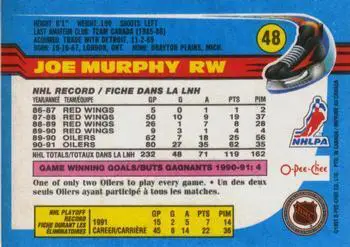 HEIGHT 6'1" WEIGHT 190 SHOOTS LEFT
LAST AMATEUR CLUB: TEAM CANADA (1985-86)
ACQUIRED: TRADE WITH DETROIT, 11-2-89
BORN: 10-16-67, LONDON, ONT. HOME: DRAYTON PLAINS, MICH.
48
JOE MURPHY RW
NHL RECORD / FICHE DANS LA LNH
YEAR/ANNÉE TEAM/EQUIPE GP G A PTS PIM
86-87 RED WINGS 5 0 1 1 2
87-88 RED WINGS 50 10 9 19 37
88-89 RED WINGS 26 1 7 8 28
89-90 RED WINGS 9 3 1 4 4
89-90 OILERS 62 7 18 25 56
90-91 OILERS 80 27 35 62 35
NHL TOTALS/TOTAUX DANS LA LNH 232 48 71 119 162
GAME WINNING GOALS/BUTS GAGNANTS 1990-91: 4
One of only two Oilers to play every game. • Un des deux
seuls Oilers ayant participé à tous les matchs.
NHL PLAYOFF
RECORD
FICHE DURANT
LES ELIMINATOIRES
GP G A PTS PIM
1991 15 2 5 7 14
CAREER/CARRIÈRE 45 8 14 22 36
NHLPA
O-Pee-Chee